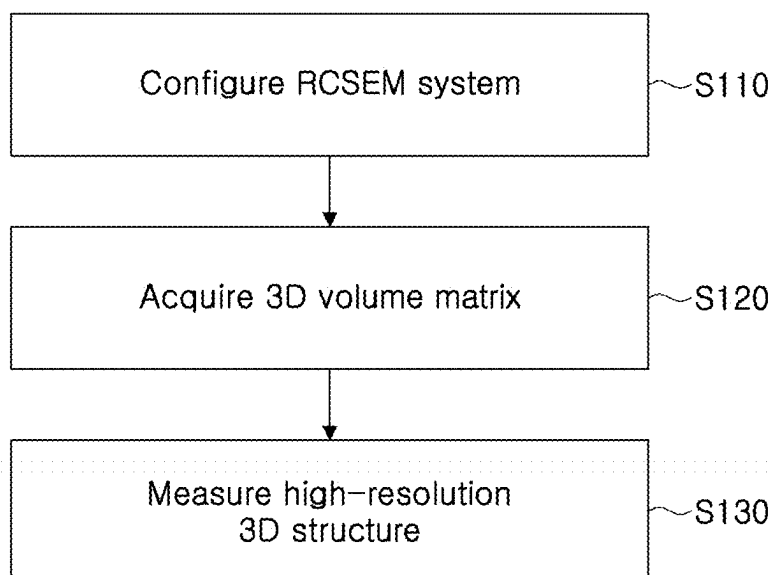 Configure RCSEM system
S110
Acquire 3D volume matrix
S120
Measure high-resolution
3D structure
S130